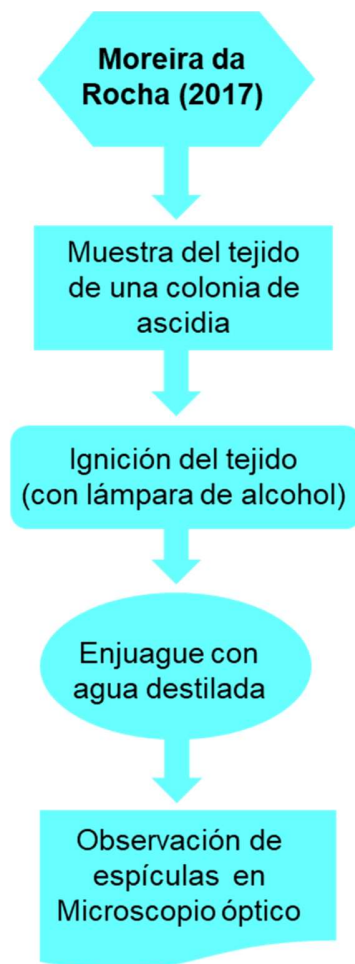 Moreira da
Rocha (2017)
Muestra del tejido
de una colonia de
ascidia
Ignición del tejido
(con lámpara de alcohol)
Enjuague con
agua destilada
Observación de
espículas en
Microscopio óptico